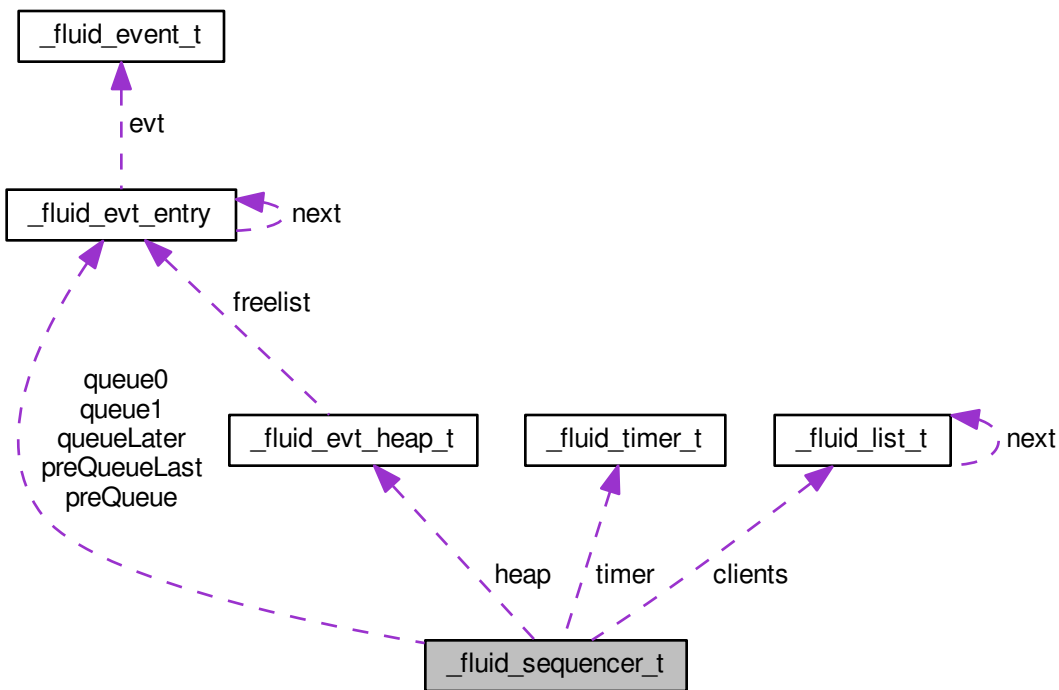 _fluid_event_t
evt
_fluid_evt_entry
next
freelist
queue0
queue1
queueLater
preQueueLast
preQueue
_fluid_evt_heap_t
_fluid_timer_t
_fluid_list_t
next
heap
timer
clients
_fluid_sequencer_t